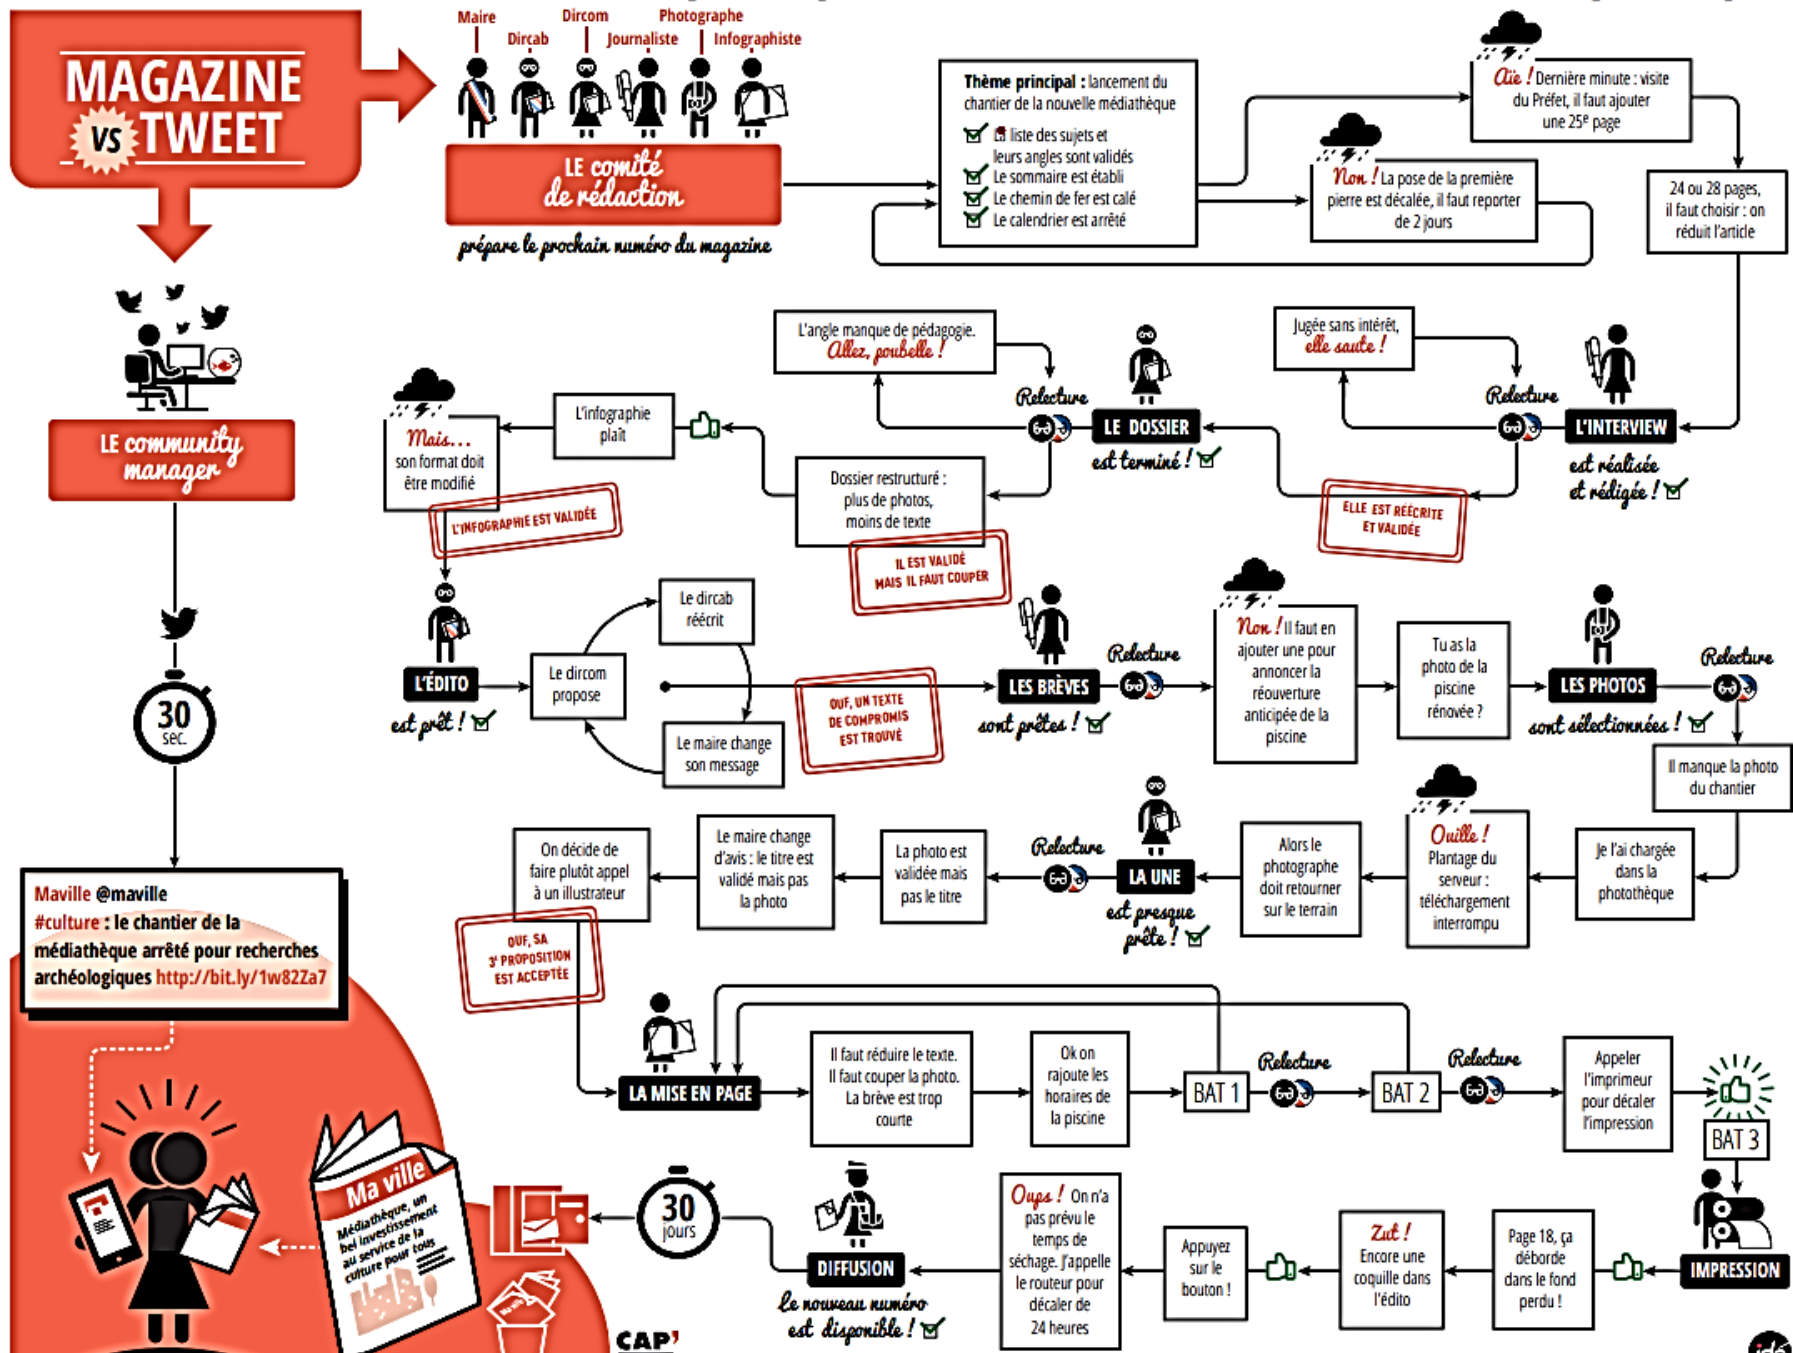 MAGAZINE
VS TWEET
Maire
Dircab
Dircom
Journaliste
Photographe
Infographiste
LE comité
de rédaction
prépare le prochain numéro du magazine
Thème principal : lancement du
chantier de la nouvelle médiathèque
liste des sujets et
leurs angles sont validés
Le sommaire est établi
Le chemin de fer est calé
Le calendrier est arrêté
Aïe ! Dernière minute : visite
du Préfet, il faut ajouter
une 25e page
Non ! La pose de la première
pierre est décalée, il faut reporter
de 2 jours
24 ou 28 pages,
il faut choisir : on
réduit l'article
L'INTERVIEW
est réalisée
et rédigée !
Relecture
Jugée sans intérêt,
elle saute !
ELLE EST RÉÉCRITE
ET VALIDÉE
LE DOSSIER
est terminé !
Relecture
L'angle manque de pédagogie.
Allez, poubelle !
Dossier restructuré :
plus de photos,
moins de texte
IL EST VALIDÉ
MAIS IL FAUT COUPER
L'infographie
plaît
Mais...
son format doit
être modifié
L'INFOGRAPHIE EST VALIDÉE
L'ÉDITO
est prêt !
Le dircom
propose
Le dircab
réécrit
Le maire change
son message
OUF, UN TEXTE
DE COMPROMIS
EST TROUVÉ
LES BRÈVES
sont prêtes !
Relecture
Non ! Il faut en
ajouter une pour
annoncer la
réouverture
anticipée de la
piscine
Tu as la
photo de la
piscine
rénovée ?
LES PHOTOS
sont sélectionnées !
Relecture
Il manque la photo
du chantier
Je l'ai chargée
dans la
photothèque
Ouille !
Plantage du
serveur :
téléchargement
interrompu
Alors le
photographe
doit retourner
sur le terrain
LA UNE
est presque
prête !
Relecture
La photo est
validée mais
pas le titre
Le maire change
d'avis : le titre est
validé mais pas
la photo
On décide de
faire plutôt appel
à un illustrateur
OUF, SA
3e PROPOSITION
EST ACCEPTÉE
LA MISE EN PAGE
Il faut réduire le texte.
Il faut couper la photo.
La brève est trop
courte
Ok on
rajoute les
horaires de
la piscine
BAT 1
Relecture
BAT 2
Relecture
Appeler
l'imprimeur
pour décaler
l'impression
BAT 3
IMPRESSION
Page 18, ça
déborde
dans le fond
perdu !
Zut !
Encore une
coquille dans
l'édito
Appuyez
sur le
bouton !
Oups ! On n'a
pas prévu le
temps de
séchage. J'appelle
le routeur pour
décaler de
24 heures
DIFFUSION
Le nouveau numéro
est disponible !
30
jours
LE community
manager
30
sec.
Maville @maville
#culture : le chantier de la
médiathèque arrêté pour recherches
archéologiques http://bit.ly/1w82Za7
Ma ville
Médiathèque, un
bel investissement
au service de la
culture pour tous
Ma ville
CAP'
idé